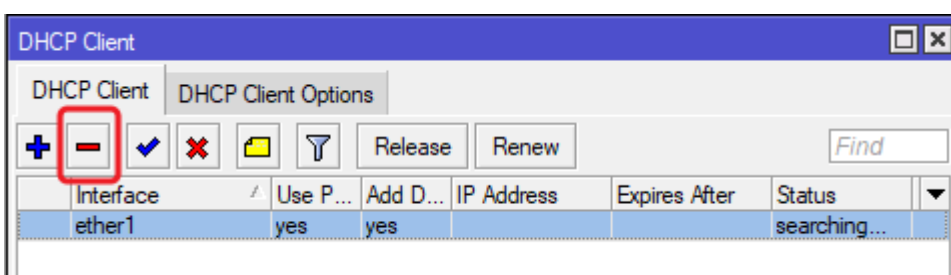 DHCP Client
DHCP Client DHCP Client Options
Release Renew Find
Interface Use P... Add D... IP Address Expires After Status
ether1 yes yes searching...